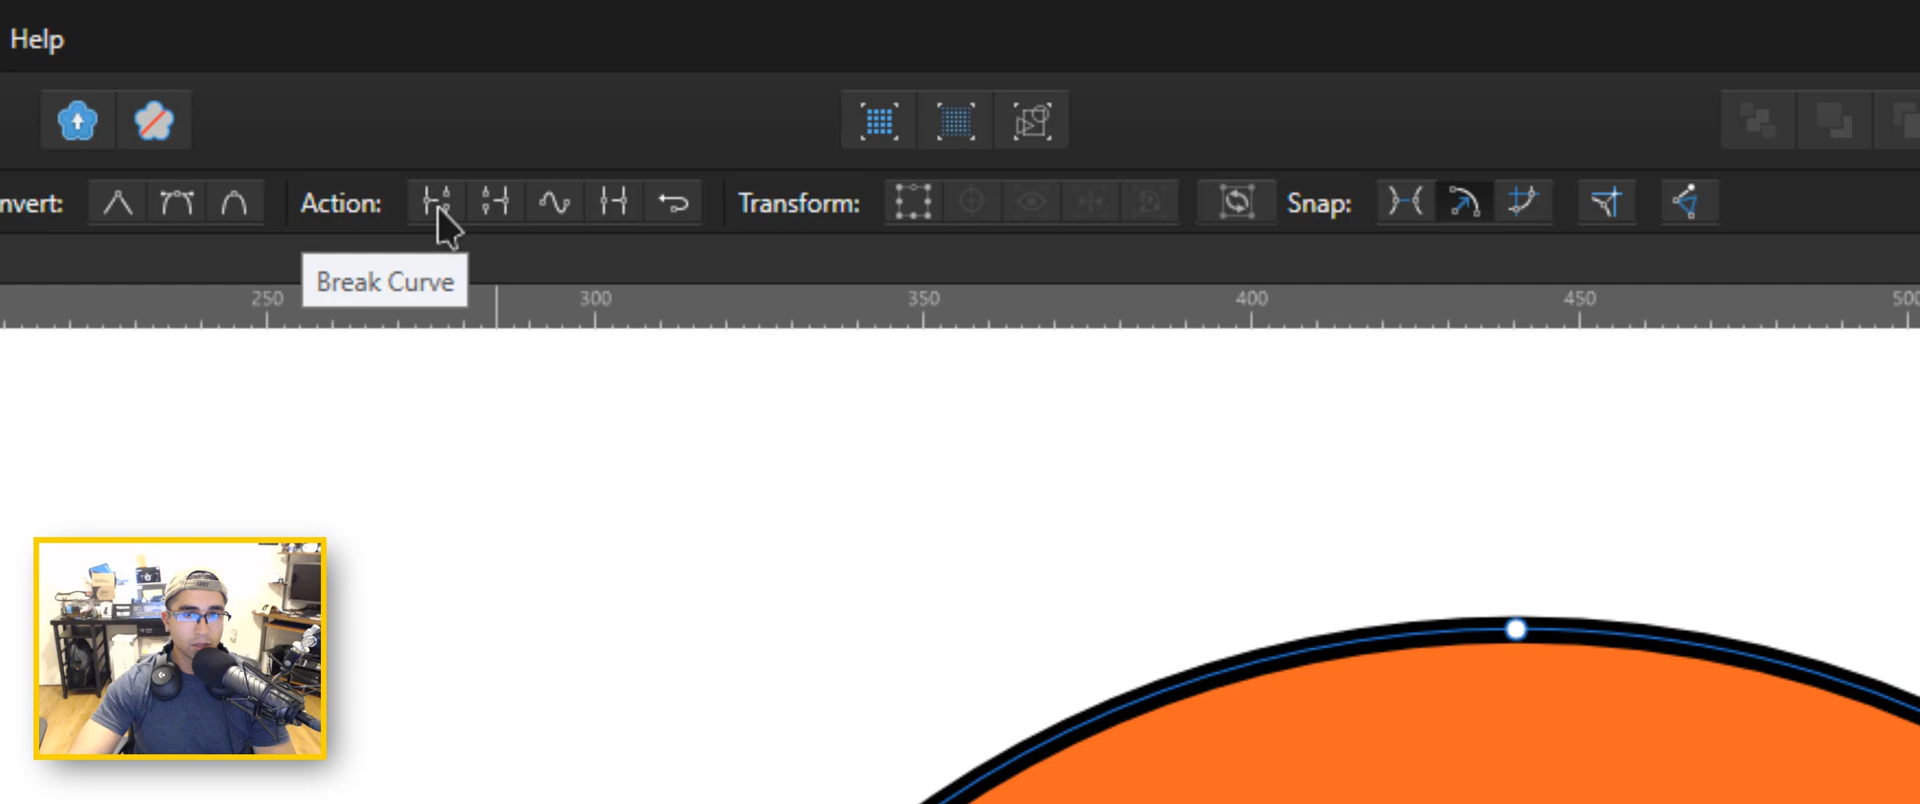 Help
nvert: Action: Transform: Snap:
Break Curve
250 300 350 400 450 500